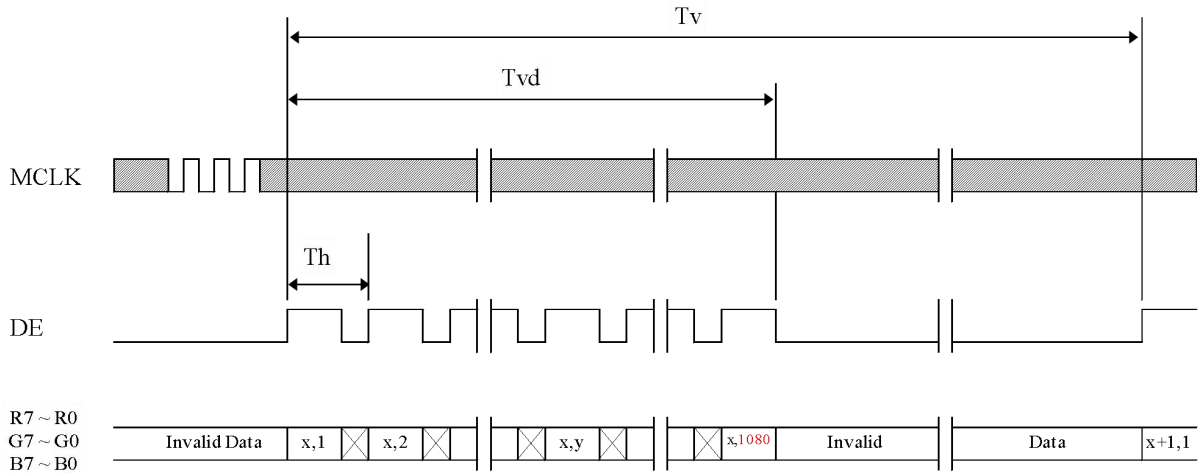 Tv
Tvd
MCLK
Th
DE
R7 ~ R0
G7 ~ G0
B7 ~ B0
Invalid Data x,1 x,2 x,y x,1080 Invalid Data x+1,1